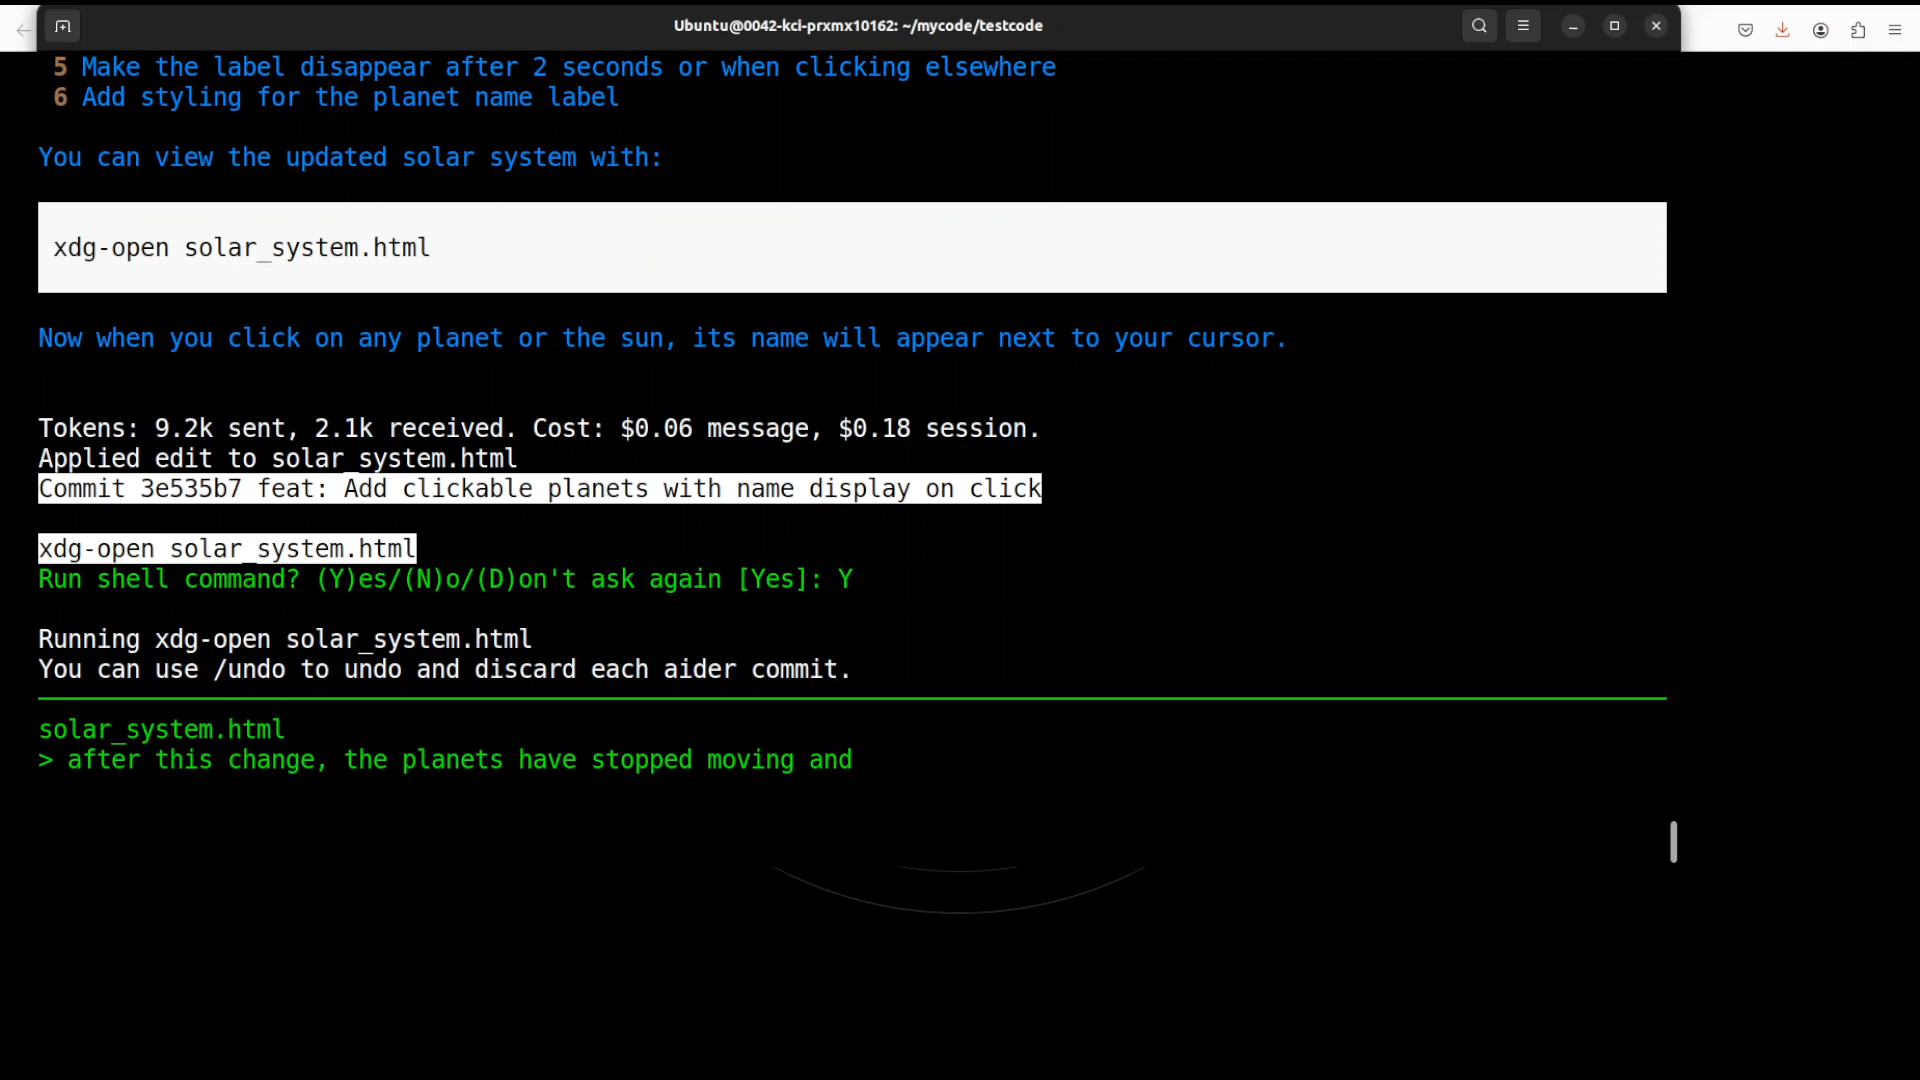 Ubuntu@0042-kci-prxmx10162: ~/mycode/testcode
5 Make the label disappear after 2 seconds or when clicking elsewhere
6 Add styling for the planet name label
You can view the updated solar system with:
xdg-open solar_system.html
Now when you click on any planet or the sun, its name will appear next to your cursor.
Tokens: 9.2k sent, 2.1k received. Cost: $0.06 message, $0.18 session.
Applied edit to solar_system.html
Commit 3e535b7 feat: Add clickable planets with name display on click
xdg-open solar_system.html
Run shell command? (Y)es/(N)o/(D)on't ask again [Yes]: Y
Running xdg-open solar_system.html
You can use /undo to undo and discard each aider commit.
solar_system.html
> after this change, the planets have stopped moving and